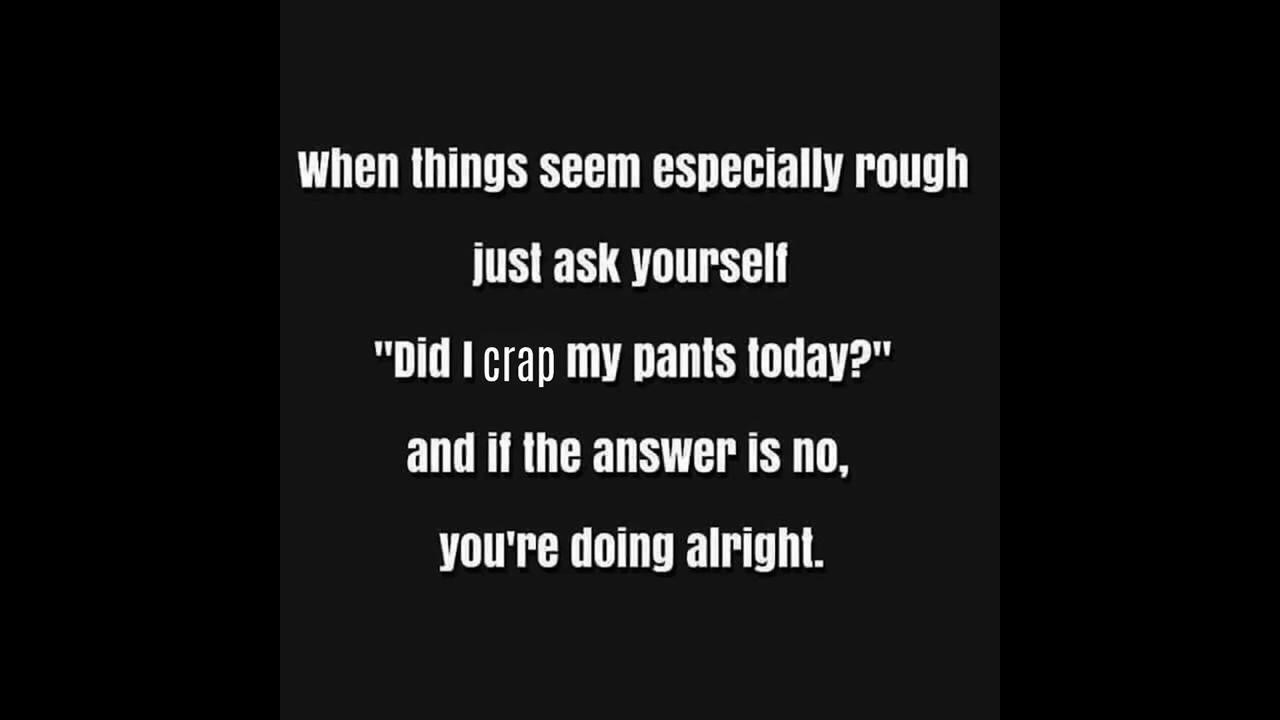 When things seem especially rough
just ask yourself
"Did I crap my pants today?"
and if the answer is no,
you're doing alright.